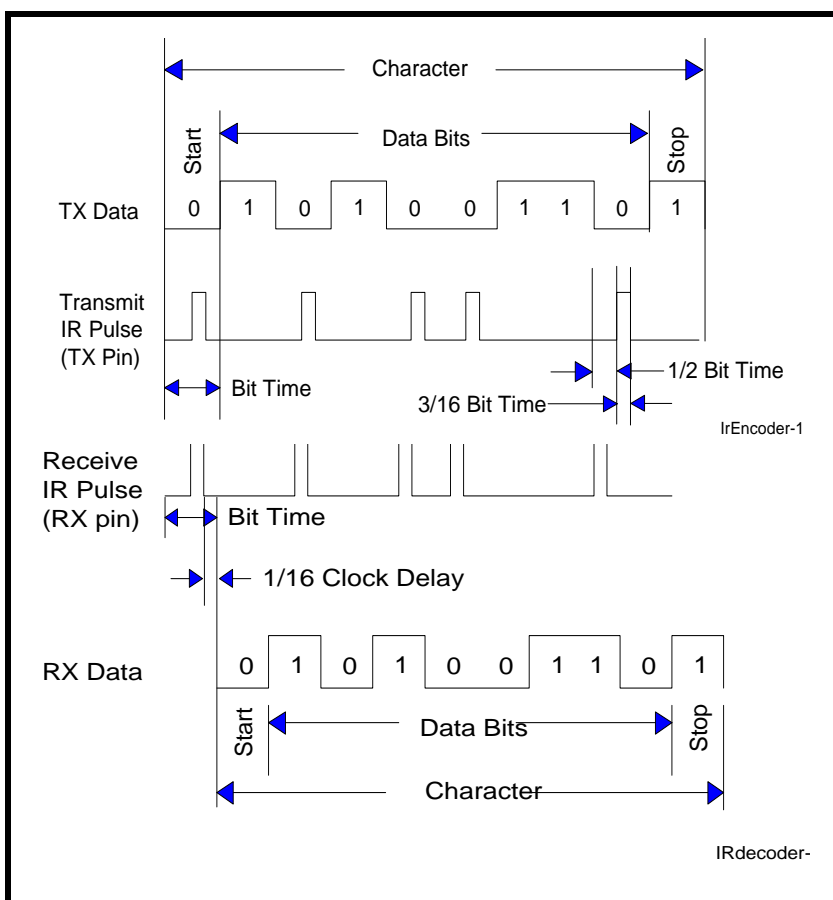 Character
Start
Data Bits
Stop
TX Data
0 1 0 1 0 0 1 1 0 1
Transmit
IR Pulse
(TX Pin)
Bit Time
1/2 Bit Time
3/16 Bit Time
IrEncoder-1
Receive
IR Pulse
(RX pin)
Bit Time
1/16 Clock Delay
RX Data
0 1 0 1 0 0 1 1 0 1
Start
Data Bits
Stop
Character
IRdecoder-